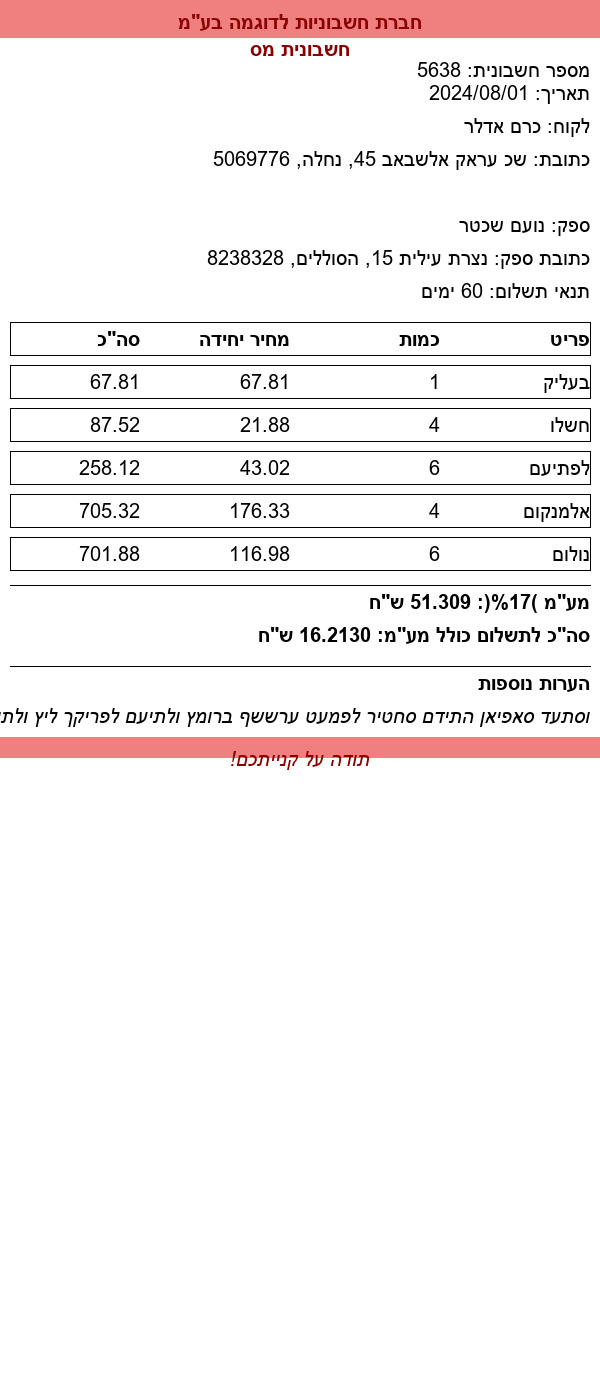 חברת חשבוניות לדוגמה בע"מ
חשבונית מס
מספר חשבונית: 5638
תאריך: 2024/08/01
לקוח: כרם אדלר
כתובת: שכ עראק אלשבאב 45, נחלה, 5069776
ספק: נועם שכטר
כתובת ספק: נצרת עילית 15, הסוללים, 8238328
תנאי תשלום: 60 ימים
פריט כמות מחיר יחידה סה"כ
בעליק 1 67.81 67.81
חשלו 4 21.88 87.52
לפתיעם 6 43.02 258.12
אלמנקום 4 176.33 705.32
נולום 6 116.98 701.88
מע"מ )17%(: 51.309 ש"ח
סה"כ לתשלום כולל מע"מ: 16.2130 ש"ח
הערות נוספות
וסתעד סאפיאן התידם סחטיר לפמעט ערששף ברומץ ולתיעם לפריקך ליץ
תודה על קנייתכם!